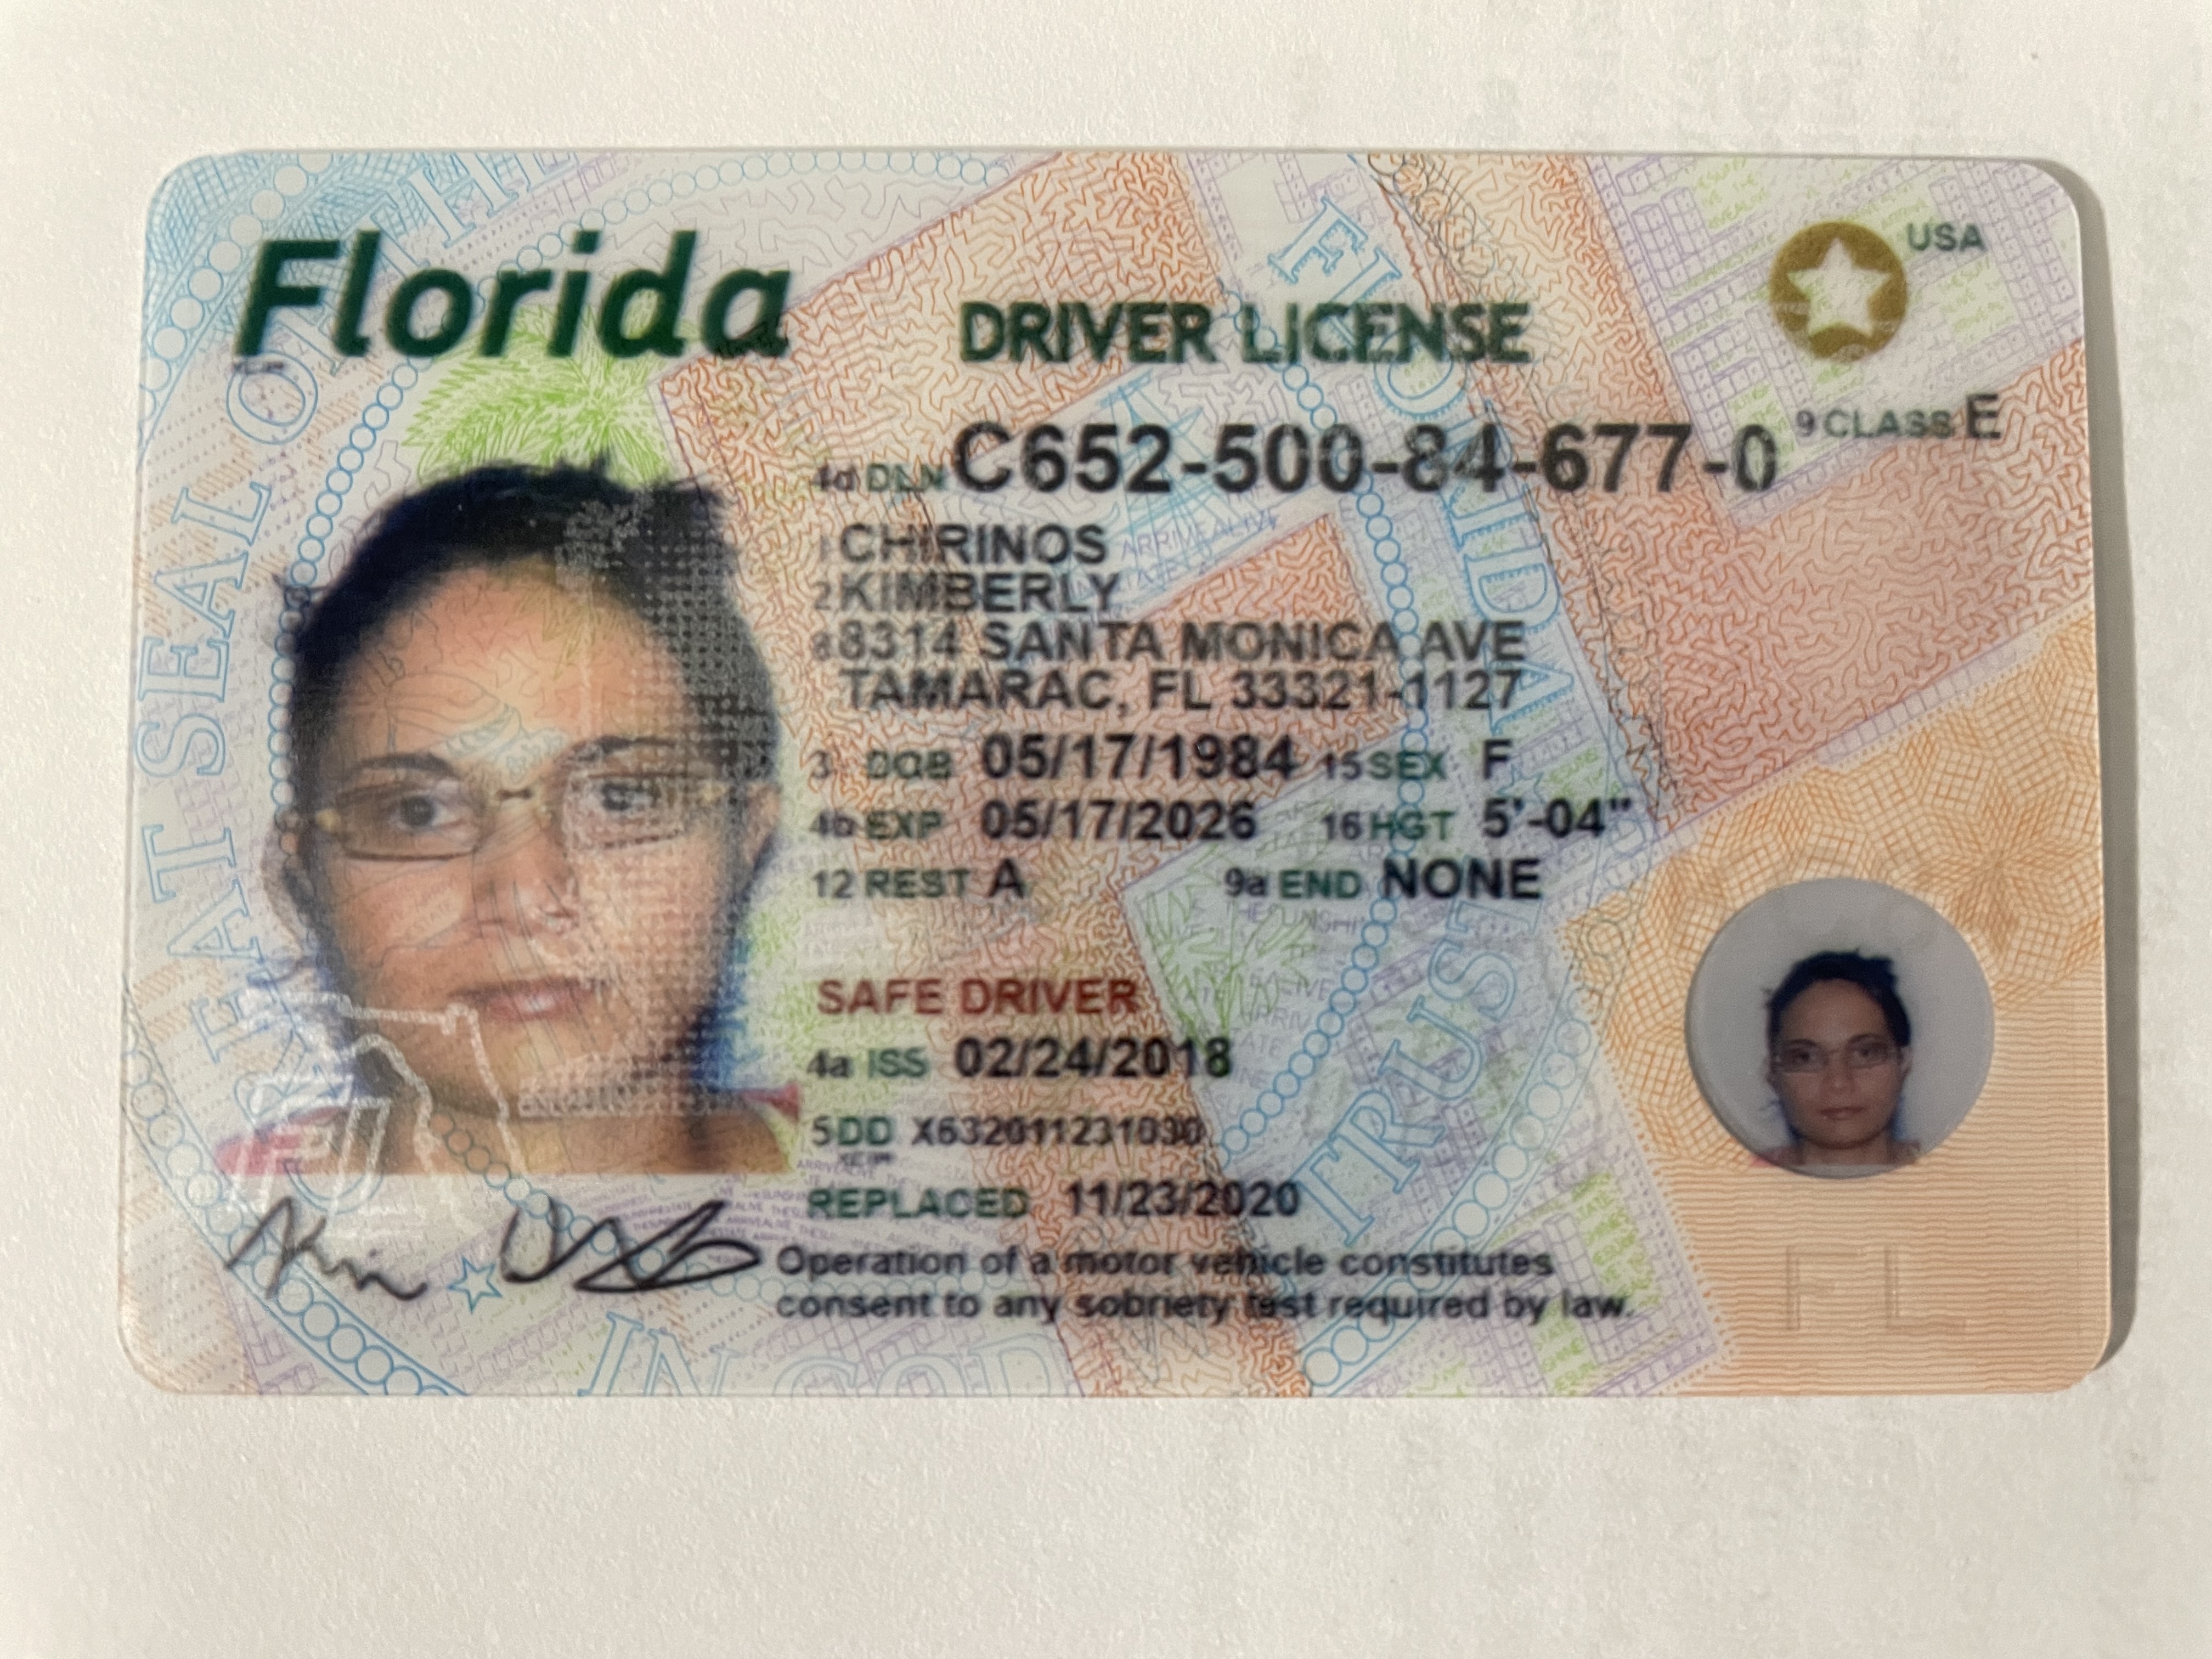 Florida
DRIVER LICENSE
USA
9 CLASS E
4d DLN C652-500-84-677-0
1 CHIRINOS
2 KIMBERLY
8 8314 SANTA MONICA AVE
TAMARAC, FL 33321-1127
3 DOB 05/17/1984 15 SEX F
4b EXP 05/17/2026 16 HGT 5'-04"
12 REST A 9a END NONE
SAFE DRIVER
4a ISS 02/24/2018
5 DD X632011231030
REPLACED 11/23/2020
Operation of a motor vehicle constitutes
consent to any sobriety test required by law.
GREAT SEAL OF THE
FLORIDA
IN GOD
TRUST
FL